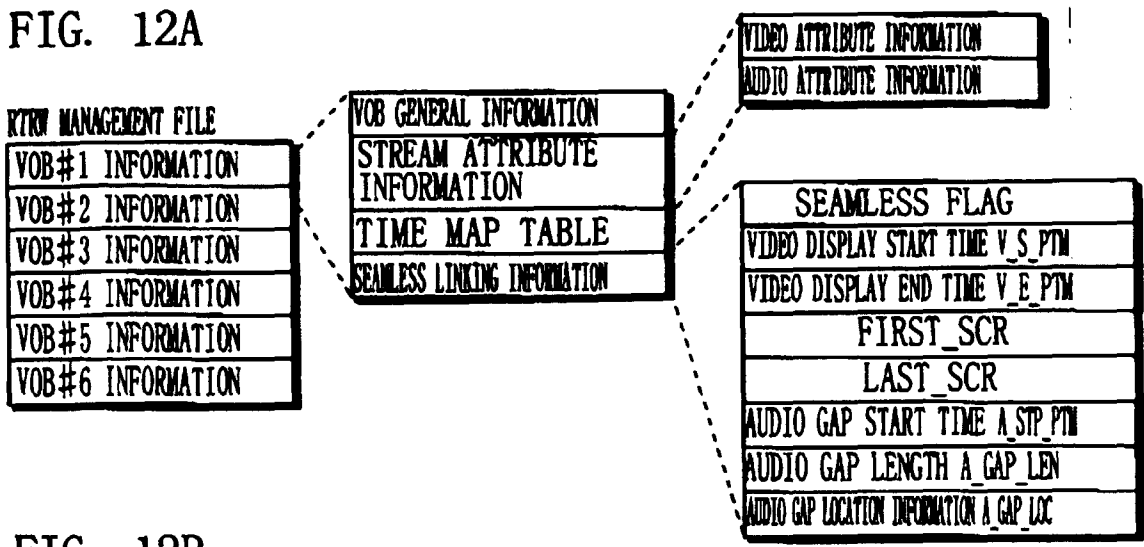 FIG. 12A
RTRW MANAGEMENT FILE
VOB#1 INFORMATION
VOB#2 INFORMATION
VOB#3 INFORMATION
VOB#4 INFORMATION
VOB#5 INFORMATION
VOB#6 INFORMATION
VOB GENERAL INFORMATION
STREAM ATTRIBUTE
INFORMATION
TIME MAP TABLE
SEAMLESS LINKING INFORMATION
VIDEO ATTRIBUTE INFORMATION
AUDIO ATTRIBUTE INFORMATION
SEAMLESS FLAG
VIDEO DISPLAY START TIME V_S_PTM
VIDEO DISPLAY END TIME V_E_PTM
FIRST_SCR
LAST_SCR
AUDIO GAP START TIME A_STP_PTM
AUDIO GAP LENGTH A_GAP_LEN
AUDIO GAP LOCATION INFORMATION A_GAP_LOC
FIG. 12B